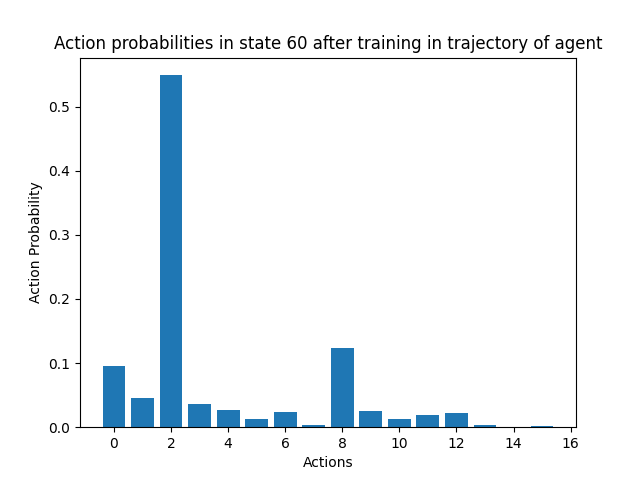 Action probabilities in state 60 after training in trajectory of agent
0.5
0.4
0.3
0.2
0.1
0.0
Action Probability
0 2 4 6 8 10 12 14 16
Actions